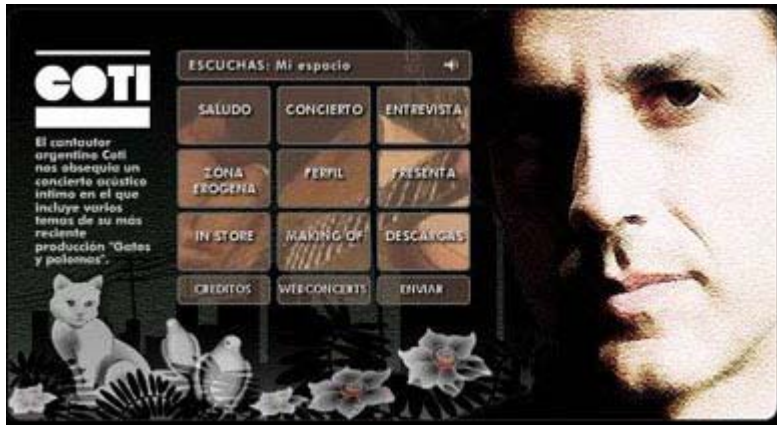 COTI
El cantautor
argentino Coti
nos obsequia un
concierto acústico
íntimo en el que
incluye varios
temas de su más
reciente
producción "Gatos
y palomas".
ESCUCHAS: Mi espacio
SALUDO CONCIERTO ENTREVISTA
ZONA EROGENA PERFIL PRESENTA
IN STORE MAKING OF DESCARGAS
CREDITOS WEBCONCERTS ENVIAR